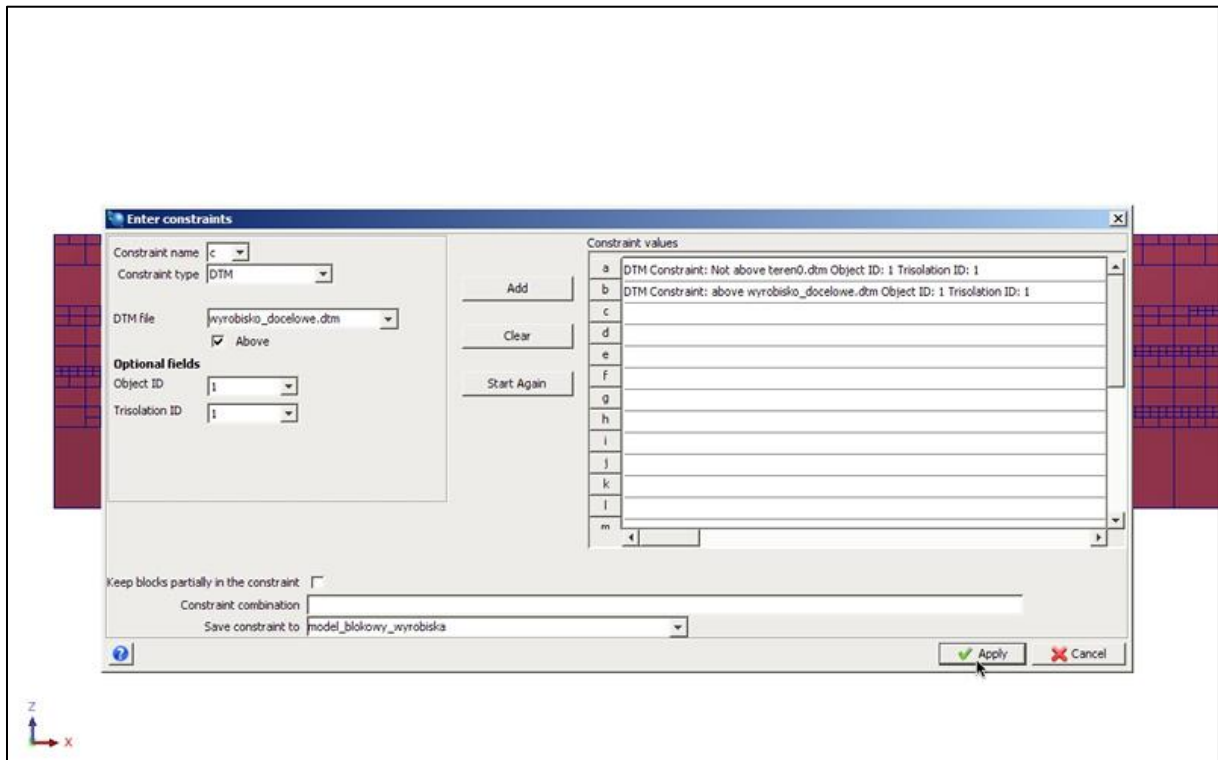 Enter constraints
Constraint name c
Constraint type DTM
DTM file wyrobisko_docelowe.dtm
Above
Optional fields
Object ID 1
Trisolation ID 1
Add
Clear
Start Again
Constraint values
a DTM Constraint: Not above teren0.dtm Object ID: 1 Trisolation ID: 1
b DTM Constraint: above wyrobisko_docelowe.dtm Object ID: 1 Trisolation ID: 1
c
d
e
f
g
h
i
j
k
l
m
Keep blocks partially in the constraint
Constraint combination
Save constraint to model_blokowy_wyrobiska
? Apply Cancel
Z
X